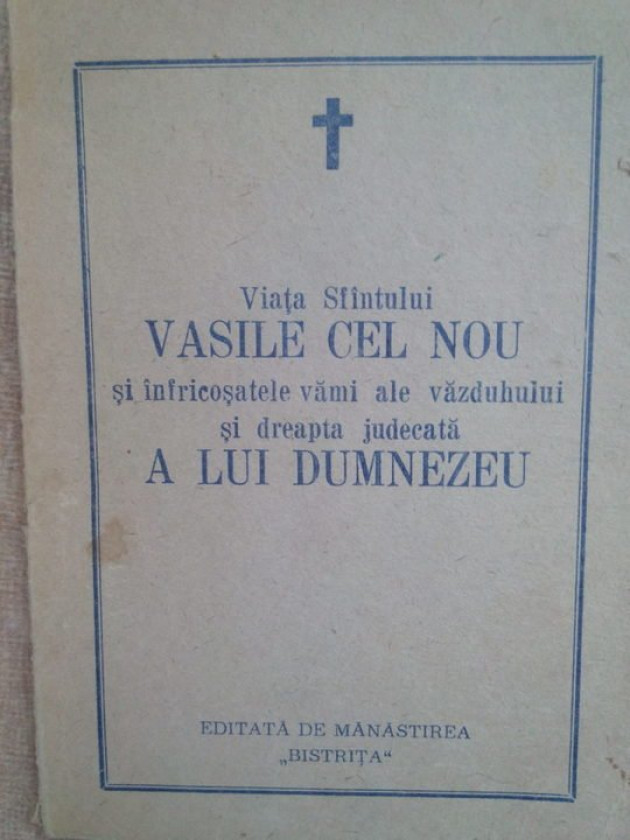 Viața Sfîntului
VASILE CEL NOU
și înfricoșatele vămi ale văzduhului
și dreapta judecată
A LUI DUMNEZEU
EDITATĂ DE MĂNĂSTIREA
„BISTRIȚA“